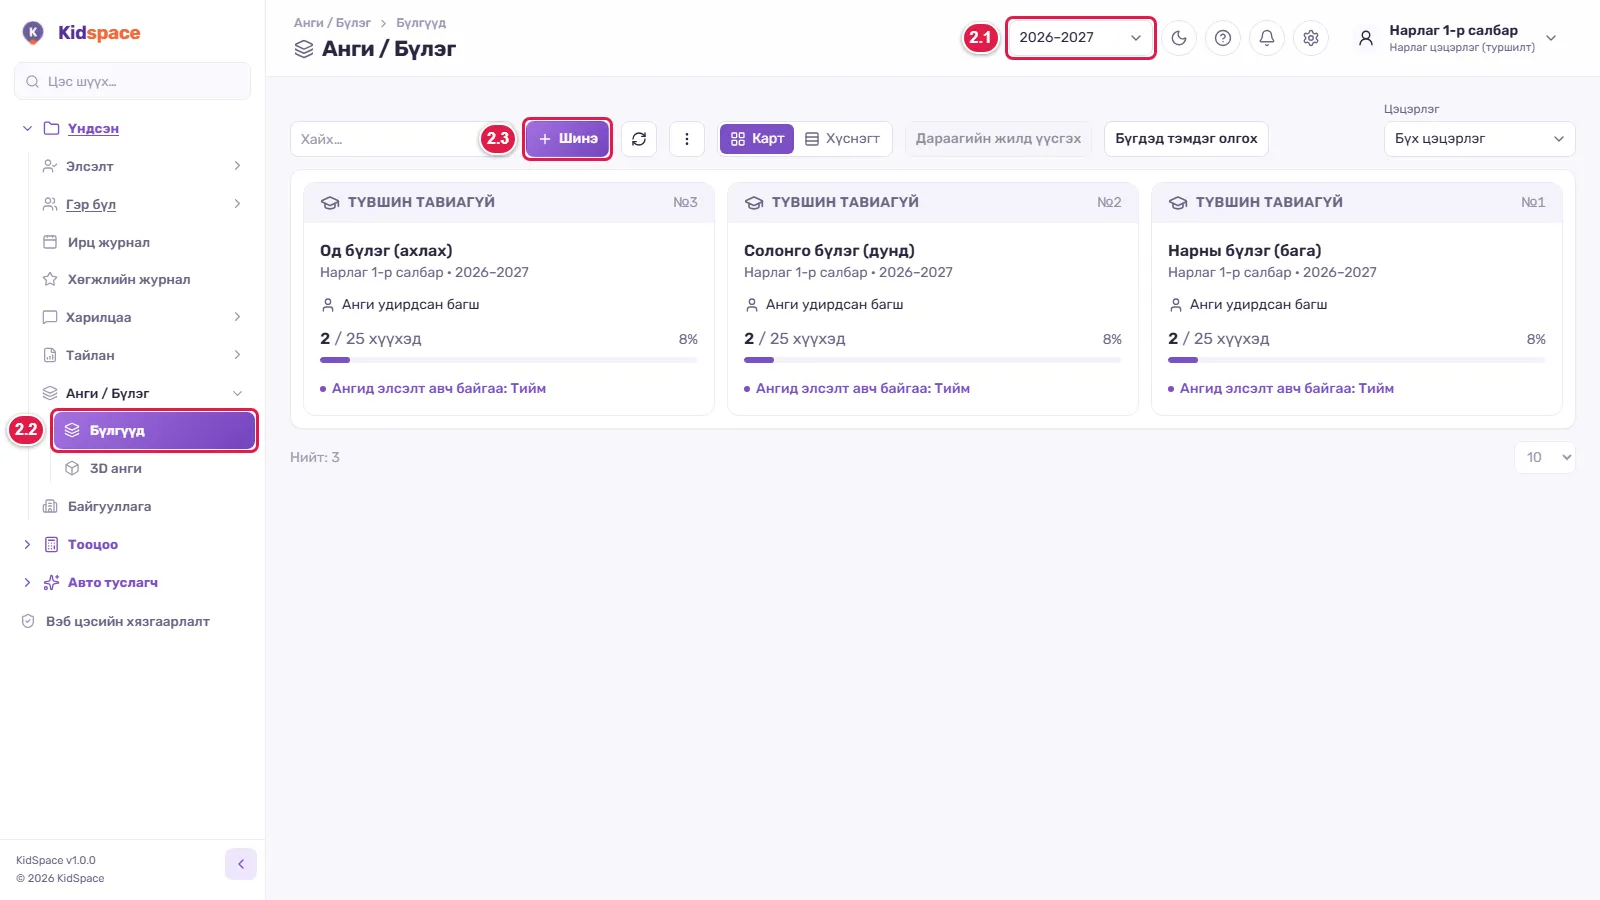 Kidspace
Цэс шүүх...
Үндсэн
Элсэлт
Гэр бүл
Ирц журнал
Хөгжлийн журнал
Харилцаа
Тайлан
Анги / Бүлэг
2.2
Бүлгүүд
3D анги
Байгууллага
Тооцоо
Авто туслагч
Вэб цэсийн хязгаарлалт
KidSpace v1.0.0
© 2026 KidSpace
Анги / Бүлэг > Бүлгүүд
Анги / Бүлэг
2.1
2026–2027
Нарлаг 1-р салбар
Нарлаг цэцэрлэг (туршилт)
Хайх...
2.3
+ Шинэ
Карт
Хүснэгт
Дараагийн жилд үүсгэх
Бүгдэд тэмдэг олгох
Цэцэрлэг
Бүх цэцэрлэг
ТҮВШИН ТАВИАГҮЙ №3
Од бүлэг (ахлах)
Нарлаг 1-р салбар • 2026–2027
Анги удирдсан багш
2 / 25 хүүхэд 8%
• Ангид элсэлт авч байгаа: Тийм
ТҮВШИН ТАВИАГҮЙ №2
Солонго бүлэг (дунд)
Нарлаг 1-р салбар • 2026–2027
Анги удирдсан багш
2 / 25 хүүхэд 8%
• Ангид элсэлт авч байгаа: Тийм
ТҮВШИН ТАВИАГҮЙ №1
Нарны бүлэг (бага)
Нарлаг 1-р салбар • 2026–2027
Анги удирдсан багш
2 / 25 хүүхэд 8%
• Ангид элсэлт авч байгаа: Тийм
Нийт: 3
10